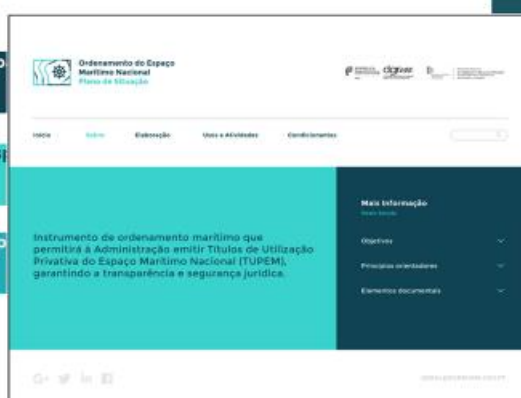 Ordenamento do Espaço
Marítimo Nacional
Plano de Situação
dgrm
Início Sobre Elaboração Usos e Atividades Condicionantes
Instrumento de ordenamento marítimo que
permitirá à Administração emitir Títulos de Utilização
Privativa do Espaço Marítimo Nacional (TUPEM),
garantindo a transparência e segurança jurídica.
Mais Informação
Objetivos
Princípios orientadores
Elementos documentais